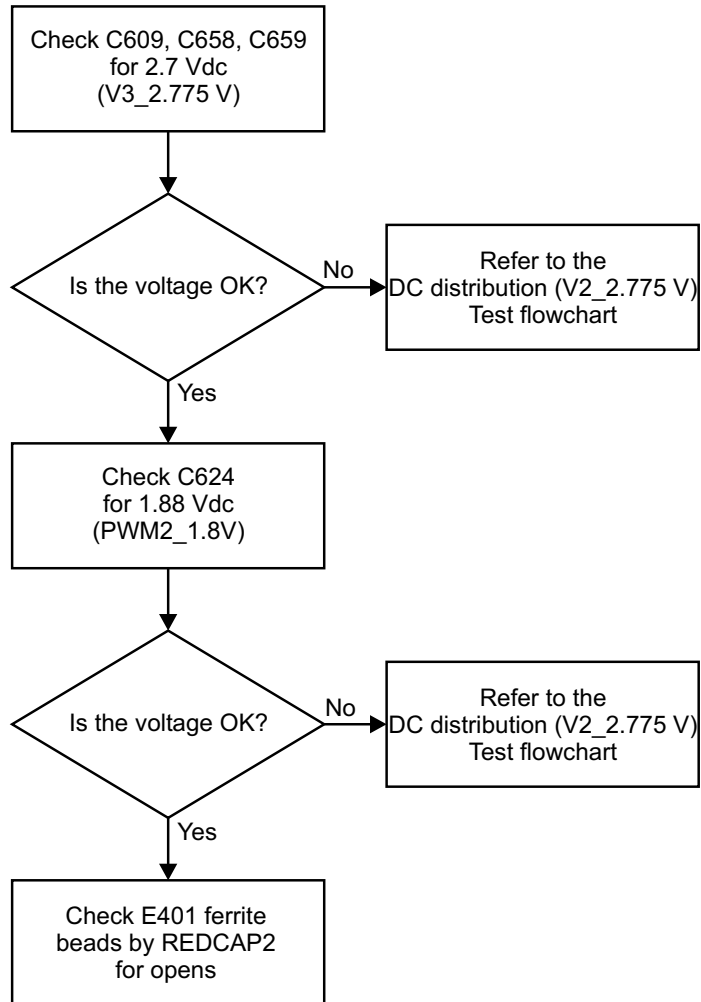 Check C609, C658, C659
for 2.7 Vdc
(V3_2.775 V)
Is the voltage OK?
No
Refer to the
DC distribution (V2_2.775 V)
Test flowchart
Yes
Check C624
for 1.88 Vdc
(PWM2_1.8V)
Is the voltage OK?
No
Refer to the
DC distribution (V2_2.775 V)
Test flowchart
Yes
Check E401 ferrite
beads by REDCAP2
for opens